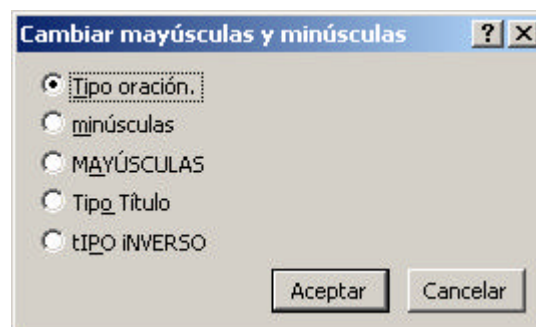 Cambiar mayúsculas y minúsculas
Tipo oración.
minúsculas
MAYÚSCULAS
Tipo Título
tIPO iNVERSO
Aceptar Cancelar